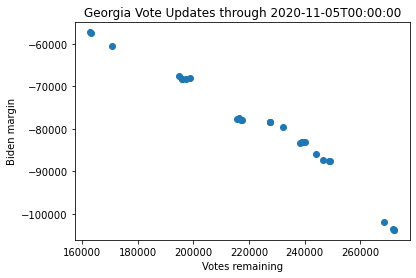 Georgia Vote Updates through 2020-11-05T00:00:00
−60000
−70000
−80000
−90000
−100000
Biden margin
160000 180000 200000 220000 240000 260000
Votes remaining